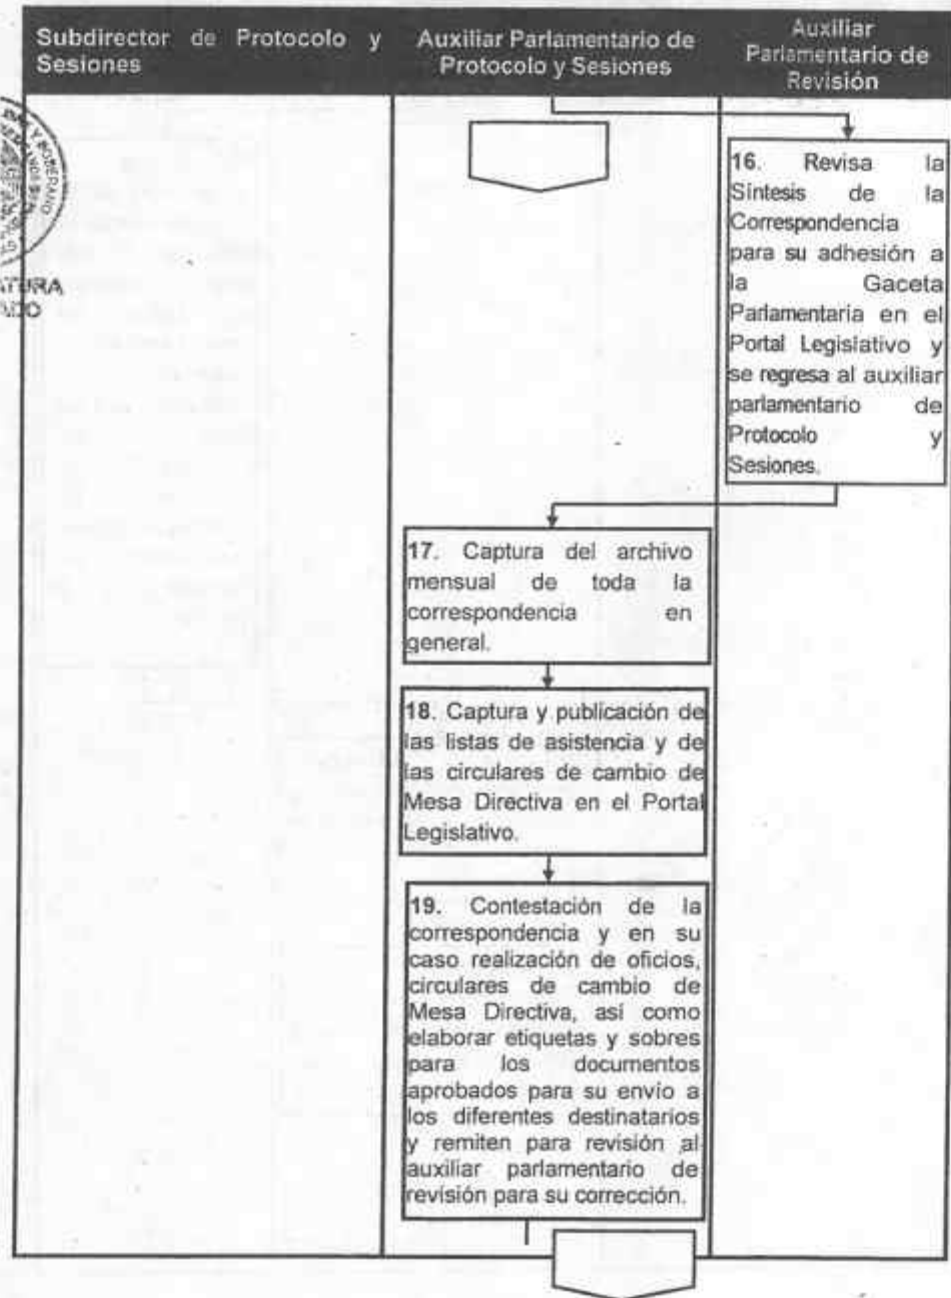 Subdirector de Protocolo y
Sesiones
Auxiliar Parlamentario de
Protocolo y Sesiones
Auxiliar
Parlamentario de
Revisión
Y SOBERANO
16. Revisa la
Síntesis de la
Correspondencia
para su adhesión a
la Gaceta
Parlamentaria en el
Portal Legislativo y
se regresa al auxiliar
parlamentario de
Protocolo y
Sesiones.
17. Captura del archivo
mensual de toda la
correspondencia en
general.
18. Captura y publicación de
las listas de asistencia y de
las circulares de cambio de
Mesa Directiva en el Portal
Legislativo.
19. Contestación de la
correspondencia y en su
caso realización de oficios,
circulares de cambio de
Mesa Directiva, así como
elaborar etiquetas y sobres
para los documentos
aprobados para su envío a
los diferentes destinatarios
y remiten para revisión al
auxiliar parlamentario de
revisión para su corrección.